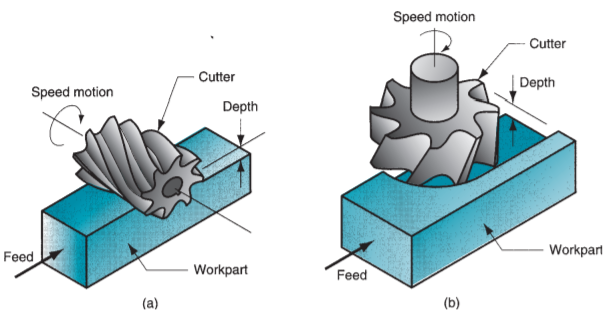 Speed motion
Cutter
Depth
Feed
Workpart
(a)
Speed motion
Cutter
Depth
Feed
Workpart
(b)